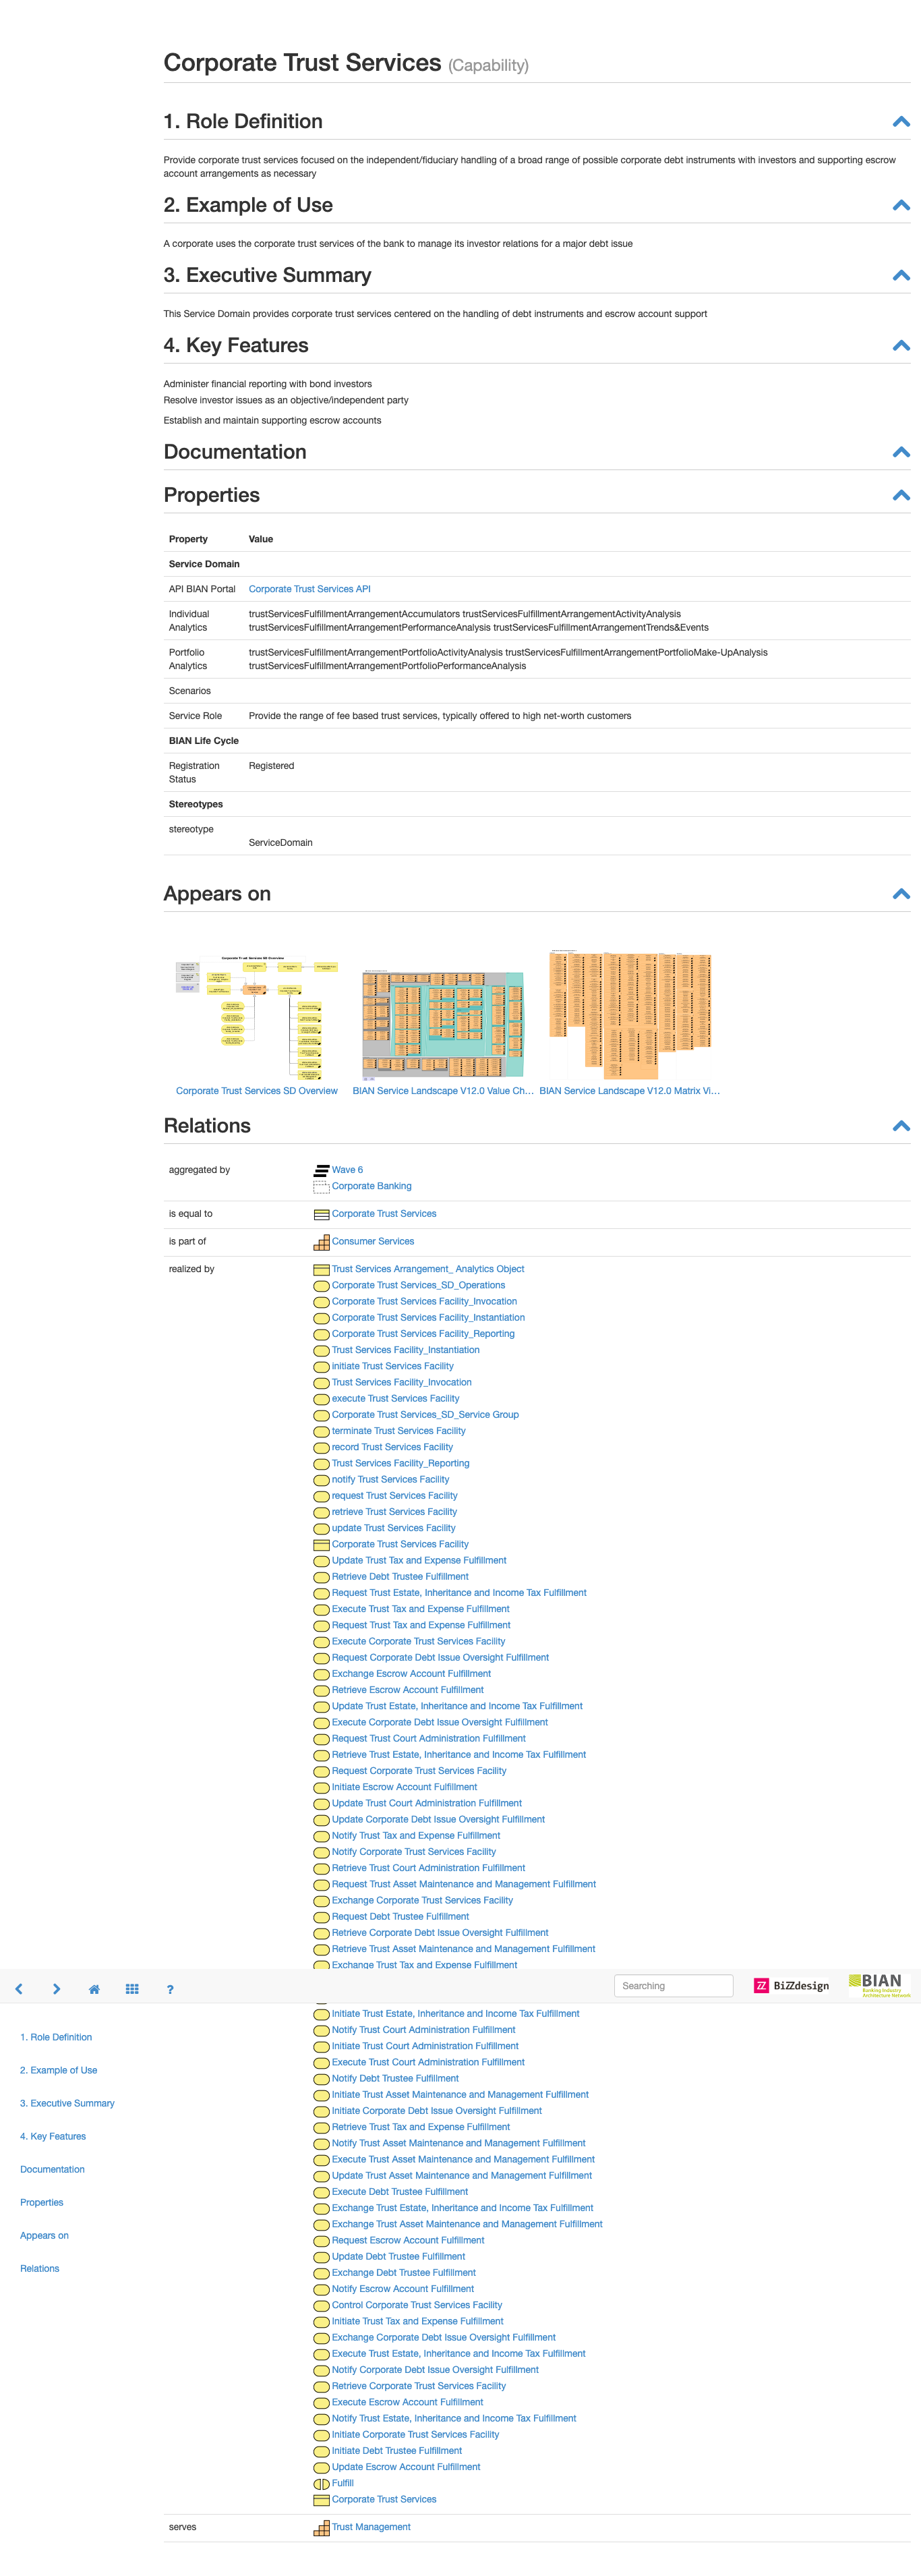 Corporate Trust Services (Capability)
1. Role Definition
Provide corporate trust services focused on the independent/fiduciary handling of a broad range of possible corporate debt instruments with investors and supporting escrow
account arrangements as necessary
2. Example of Use
A corporate uses the corporate trust services of the bank to manage its investor relations for a major debt issue
3. Executive Summary
This Service Domain provides corporate trust services centered on the handling of debt instruments and escrow account support
4. Key Features
Administer financial reporting with bond investors
Resolve investor issues as an objective/independent party
Establish and maintain supporting escrow accounts
Documentation
Properties
Property Value
Service Domain
API BIAN Portal Corporate Trust Services API
Individual trustServicesFulfillmentArrangementAccumulators trustServicesFulfillmentArrangementActivityAnalysis
Analytics trustServicesFulfillmentArrangementPerformanceAnalysis trustServicesFulfillmentArrangementTrends&Events
Portfolio trustServicesFulfillmentArrangementPortfolioActivityAnalysis trustServicesFulfillmentArrangementPortfolioMake-UpAnalysis
Analytics trustServicesFulfillmentArrangementPortfolioPerformanceAnalysis
Scenarios
Service Role Provide the range of fee based trust services, typically offered to high net-worth customers
BIAN Life Cycle
Registration Registered
Status
Stereotypes
stereotype
ServiceDomain
Appears on
Corporate Trust Services SD Overview
Corporate Trust Services SD Overview BIAN Service Landscape V12.0 Value Ch... BIAN Service Landscape V12.0 Matrix Vi...
Relations
aggregated by Wave 6
Corporate Banking
is equal to Corporate Trust Services
is part of Consumer Services
realized by Trust Services Arrangement_ Analytics Object
Corporate Trust Services_SD_Operations
Corporate Trust Services Facility_Invocation
Corporate Trust Services Facility_Instantiation
Corporate Trust Services Facility_Reporting
Trust Services Facility_Instantiation
initiate Trust Services Facility
Trust Services Facility_Invocation
execute Trust Services Facility
Corporate Trust Services_SD_Service Group
terminate Trust Services Facility
record Trust Services Facility
Trust Services Facility_Reporting
notify Trust Services Facility
request Trust Services Facility
retrieve Trust Services Facility
update Trust Services Facility
Corporate Trust Services Facility
Update Trust Tax and Expense Fulfillment
Retrieve Debt Trustee Fulfillment
Request Trust Estate, Inheritance and Income Tax Fulfillment
Execute Trust Tax and Expense Fulfillment
Request Trust Tax and Expense Fulfillment
Execute Corporate Trust Services Facility
Request Corporate Debt Issue Oversight Fulfillment
Exchange Escrow Account Fulfillment
Retrieve Escrow Account Fulfillment
Update Trust Estate, Inheritance and Income Tax Fulfillment
Execute Corporate Debt Issue Oversight Fulfillment
Request Trust Court Administration Fulfillment
Retrieve Trust Estate, Inheritance and Income Tax Fulfillment
Request Corporate Trust Services Facility
Initiate Escrow Account Fulfillment
Update Trust Court Administration Fulfillment
Update Corporate Debt Issue Oversight Fulfillment
Notify Trust Tax and Expense Fulfillment
Notify Corporate Trust Services Facility
Retrieve Trust Court Administration Fulfillment
Request Trust Asset Maintenance and Management Fulfillment
Exchange Corporate Trust Services Facility
Request Debt Trustee Fulfillment
Retrieve Corporate Debt Issue Oversight Fulfillment
Retrieve Trust Asset Maintenance and Management Fulfillment
Exchange Trust Tax and Expense Fulfillment
? Searching BiZZdesign BIAN
Banking Industry
Architecture Network
Initiate Trust Estate, Inheritance and Income Tax Fulfillment
Notify Trust Court Administration Fulfillment
1. Role Definition
Initiate Trust Court Administration Fulfillment
Execute Trust Court Administration Fulfillment
2. Example of Use
Notify Debt Trustee Fulfillment
Initiate Trust Asset Maintenance and Management Fulfillment
3. Executive Summary
Initiate Corporate Debt Issue Oversight Fulfillment
Retrieve Trust Tax and Expense Fulfillment
4. Key Features
Notify Trust Asset Maintenance and Management Fulfillment
Execute Trust Asset Maintenance and Management Fulfillment
Documentation
Update Trust Asset Maintenance and Management Fulfillment
Execute Debt Trustee Fulfillment
Properties
Exchange Trust Estate, Inheritance and Income Tax Fulfillment
Exchange Trust Asset Maintenance and Management Fulfillment
Appears on
Request Escrow Account Fulfillment
Update Debt Trustee Fulfillment
Relations
Exchange Debt Trustee Fulfillment
Notify Escrow Account Fulfillment
Control Corporate Trust Services Facility
Initiate Trust Tax and Expense Fulfillment
Exchange Corporate Debt Issue Oversight Fulfillment
Execute Trust Estate, Inheritance and Income Tax Fulfillment
Notify Corporate Debt Issue Oversight Fulfillment
Retrieve Corporate Trust Services Facility
Execute Escrow Account Fulfillment
Notify Trust Estate, Inheritance and Income Tax Fulfillment
Initiate Corporate Trust Services Facility
Initiate Debt Trustee Fulfillment
Update Escrow Account Fulfillment
Fulfill
Corporate Trust Services
serves Trust Management